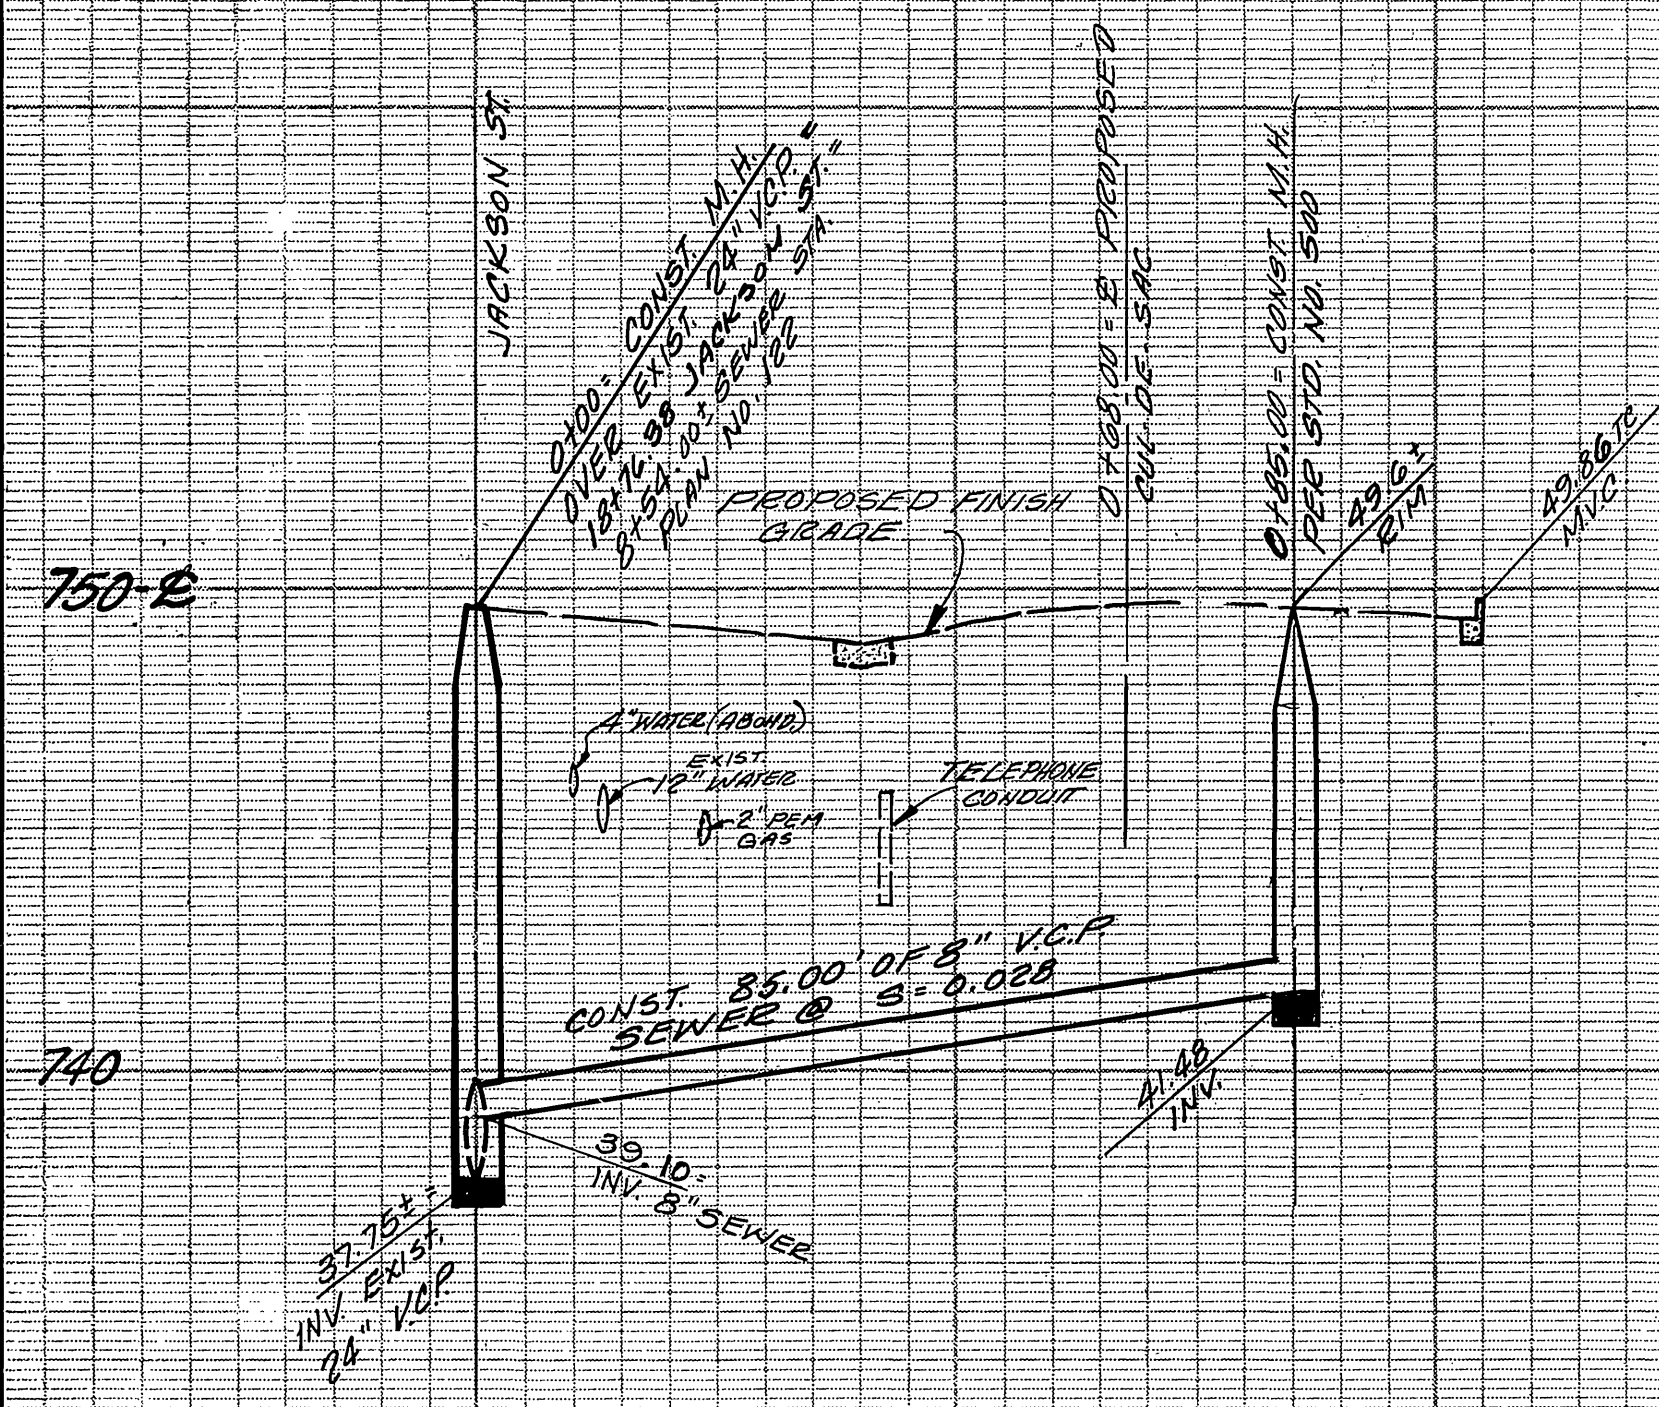 JACKSON ST.
0+00 = CONST. M.H.
OVER EXIST. 24" V.C.P. =
18+76.38 JACKSON ST. =
8+54.00± SEWER STA.
PLAN NO. 122
0+68.00 = ℄ PROPOSED
CUL-DE-SAC
0+85.00 = CONST. M.H.
PER STD. NO. 500
49.6±
RIM
49.86 TC
M.V.C.
PROPOSED FINISH
GRADE
750-℄
4" WATER (ABOND.)
EXIST
12" WATER
2" PEM
GAS
TELEPHONE
CONDUIT
CONST. 85.00' OF 8" V.C.P.
SEWER @ S = 0.028
740
41.48
INV.
39.10 =
INV. 8" SEWER
37.75± =
INV. EXIST.
24" V.C.P.